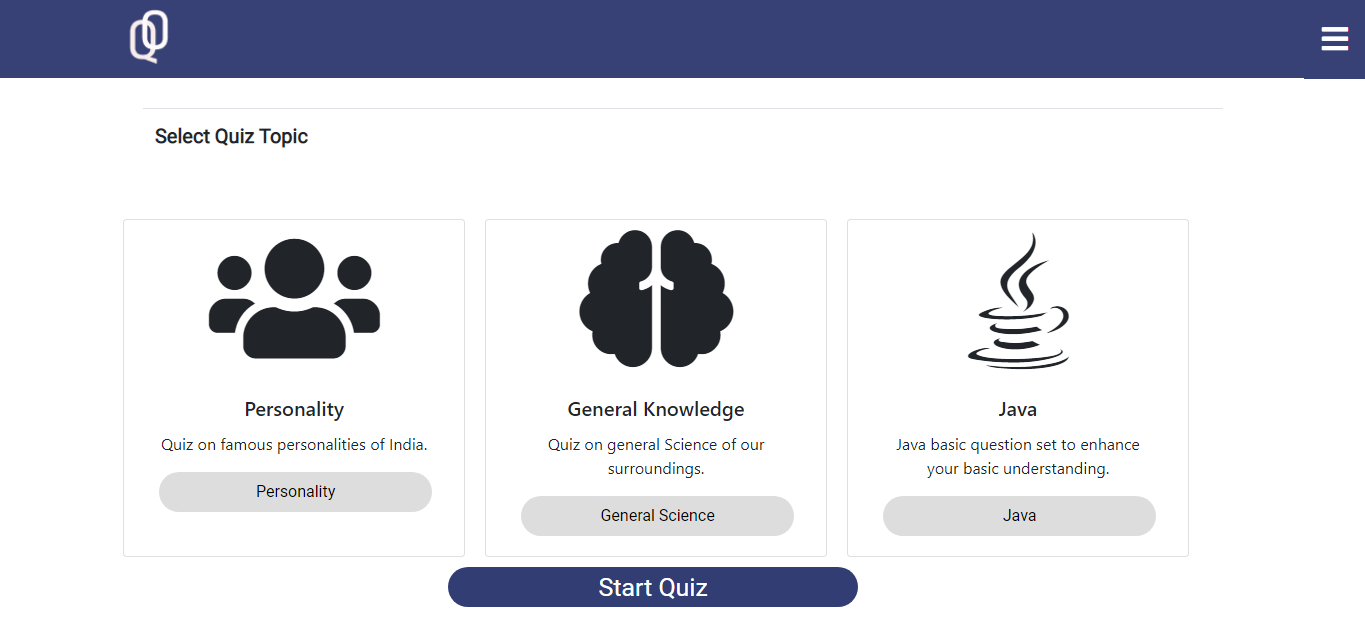 Select Quiz Topic
Personality
Quiz on famous personalities of India.
Personality
General Knowledge
Quiz on general Science of our
surroundings.
General Science
Java
Java basic question set to enhance
your basic understanding.
Java
Start Quiz